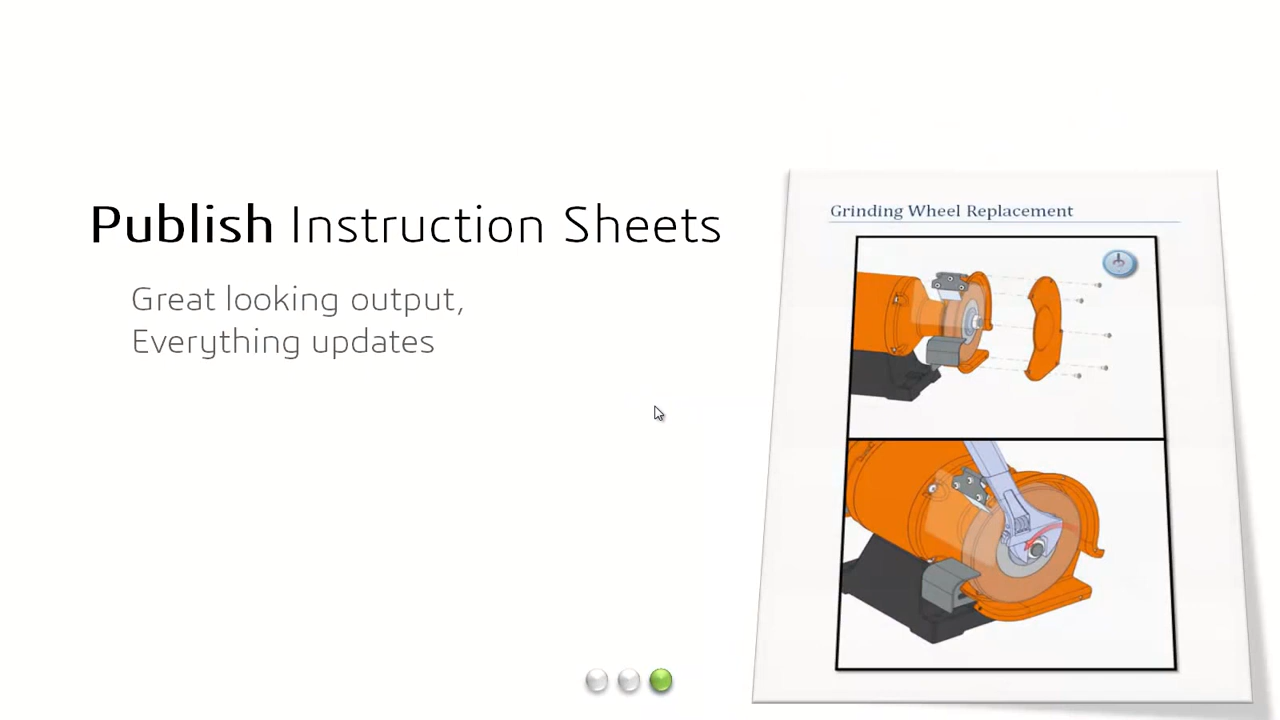 Publish Instruction Sheets
Great looking output,
Everything updates
Grinding Wheel Replacement